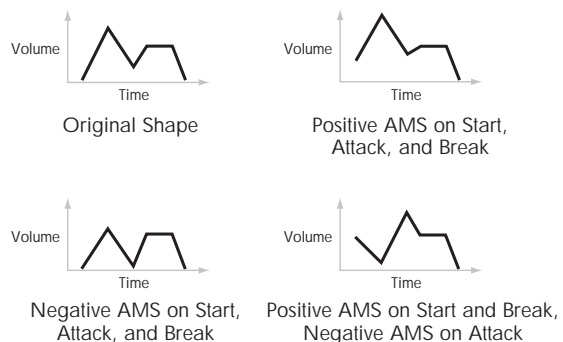 Volume
Time
Original Shape
Volume
Time
Positive AMS on Start,
Attack, and Break
Volume
Time
Negative AMS on Start,
Attack, and Break
Volume
Time
Positive AMS on Start and Break,
Negative AMS on Attack